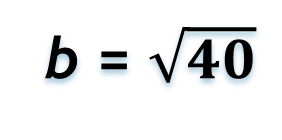 b = √40